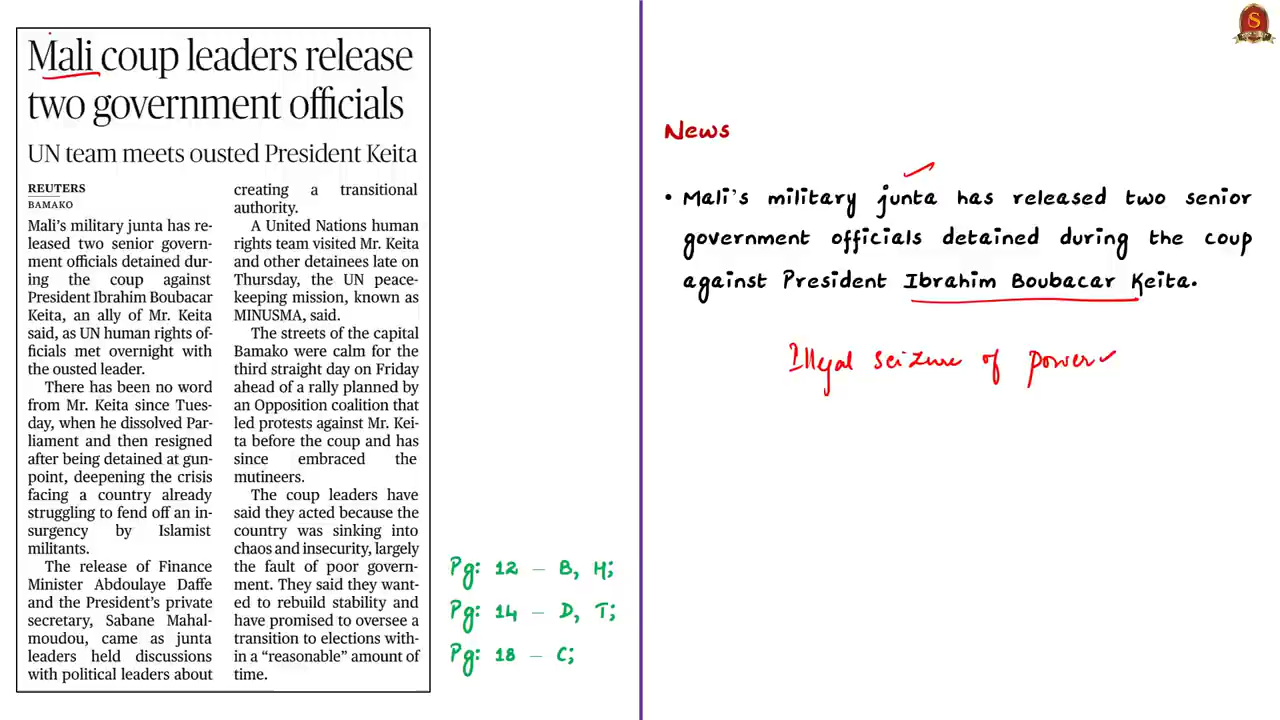 Mali coup leaders release
two government officials
UN team meets ousted President Keita
REUTERS
BAMAKO
Mali's military junta has re-
leased two senior govern-
ment officials detained dur-
ing the coup against
President Ibrahim Boubacar
Keita, an ally of Mr. Keita
said, as UN human rights of-
ficials met overnight with
the ousted leader.
There has been no word
from Mr. Keita since Tues-
day, when he dissolved Par-
liament and then resigned
after being detained at gun-
point, deepening the crisis
facing a country already
struggling to fend off an in-
surgency by Islamist
militants.
The release of Finance
Minister Abdoulaye Daffe
and the President's private
secretary, Sabane Mahal-
moudou, came as junta
leaders held discussions
with political leaders about
creating a transitional
authority.
A United Nations human
rights team visited Mr. Keita
and other detainees late on
Thursday, the UN peace-
keeping mission, known as
MINUSMA, said.
The streets of the capital
Bamako were calm for the
third straight day on Friday
ahead of a rally planned by
an Opposition coalition that
led protests against Mr. Kei-
ta before the coup and has
since embraced the
mutineers.
The coup leaders have
said they acted because the
country was sinking into
chaos and insecurity, largely
the fault of poor govern-
ment. They said they want-
ed to rebuild stability and
have promised to oversee a
transition to elections with-
in a “reasonable” amount of
time.
Pg: 12 – B, H;
Pg: 14 – D, T;
Pg: 18 – C;
News
• Mali's military junta has released two senior
government officials detained during the coup
against President Ibrahim Boubacar Keita.
Illegal seizure of power
S